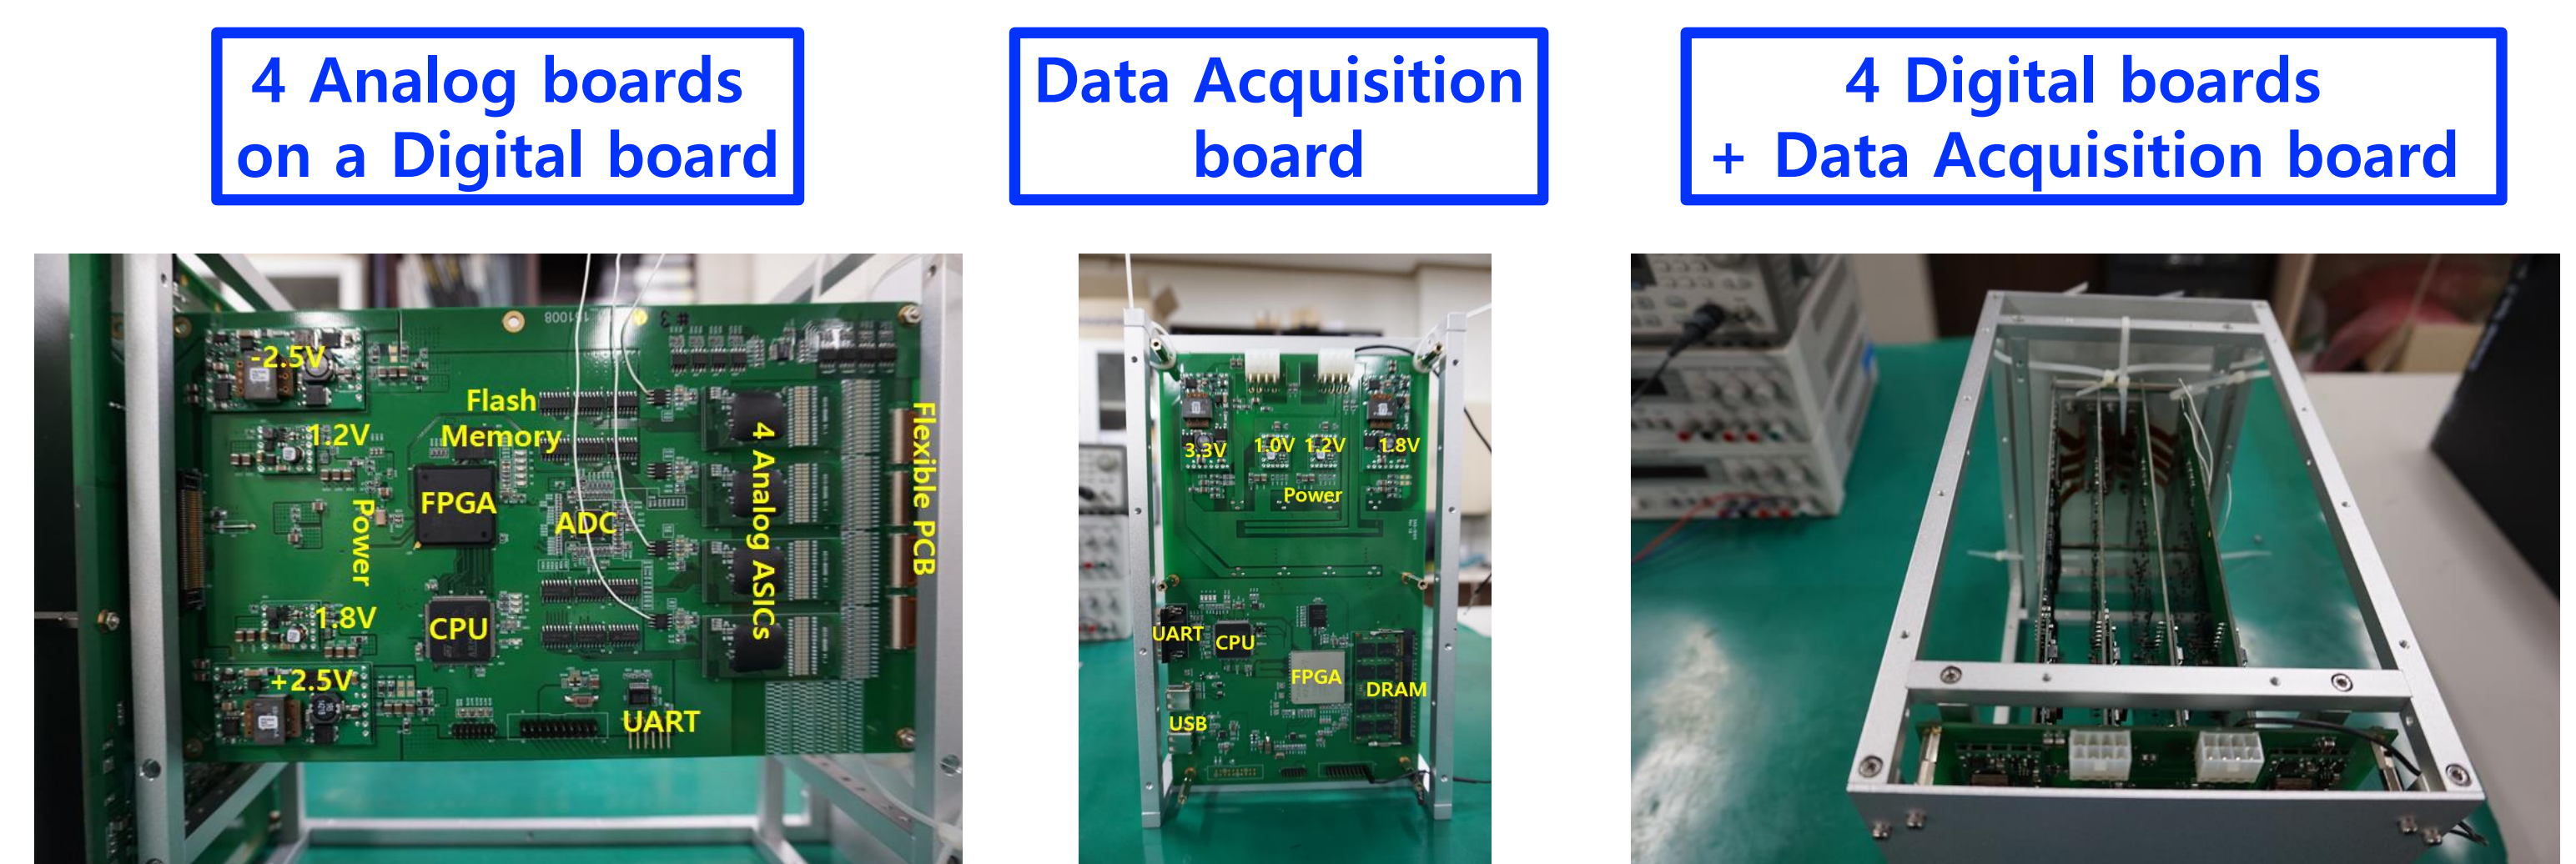 4 Analog boards
on a Digital board
Data Acquisition
board
4 Digital boards
+ Data Acquisition board
-2.5V
1.2V
Power
1.8V
+2.5V
Flash
Memory
FPGA
CPU
ADC
UART
4 Analog ASICs
Flexible PCB
# 3
151008
3.3V
1.0V
1.2V
1.8V
Power
UART
CPU
FPGA
DRAM
USB